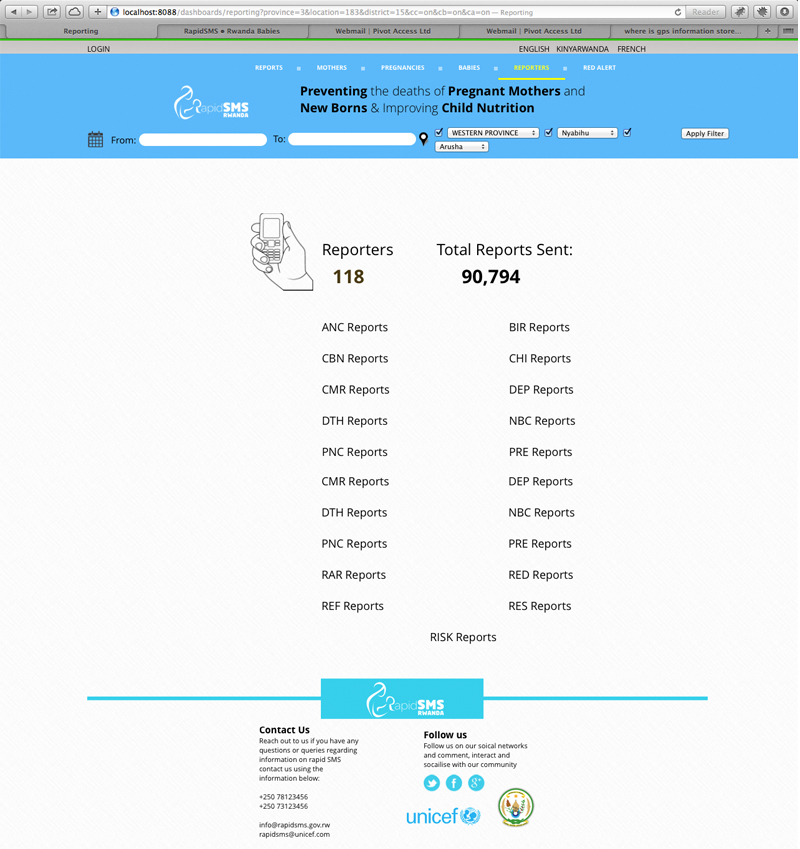 localhost:8088/dashboards/reporting?province=3&location=183&district=15&cc=on&cb=on&ca=on — Reporting
Reader
Reporting
RapidSMS ● Rwanda Babies
Webmail | Pivot Access Ltd
Webmail | Pivot Access Ltd
where is gps information store...
LOGIN
ENGLISH KINYARWANDA FRENCH
REPORTS MOTHERS PREGNANCIES BABIES REPORTERS RED ALERT
RapidSMS
RWANDA
Preventing the deaths of Pregnant Mothers and
New Borns & Improving Child Nutrition
From: To: WESTERN PROVINCE Nyabihu Apply Filter
Arusha
Reporters Total Reports Sent:
118 90,794
ANC Reports BIR Reports
CBN Reports CHI Reports
CMR Reports DEP Reports
DTH Reports NBC Reports
PNC Reports PRE Reports
CMR Reports DEP Reports
DTH Reports NBC Reports
PNC Reports PRE Reports
RAR Reports RED Reports
REF Reports RES Reports
RISK Reports
RapidSMS
RWANDA
Contact Us
Reach out to us if you have any
questions or queries regarding
information on rapid SMS
contact us using the
information below:
+250 78123456
+250 73123456
info@rapidsms.gov.rw
rapidsms@unicef.com
Follow us
Follow us on our soical networks
and comment, interact and
socailise with our community
unicef